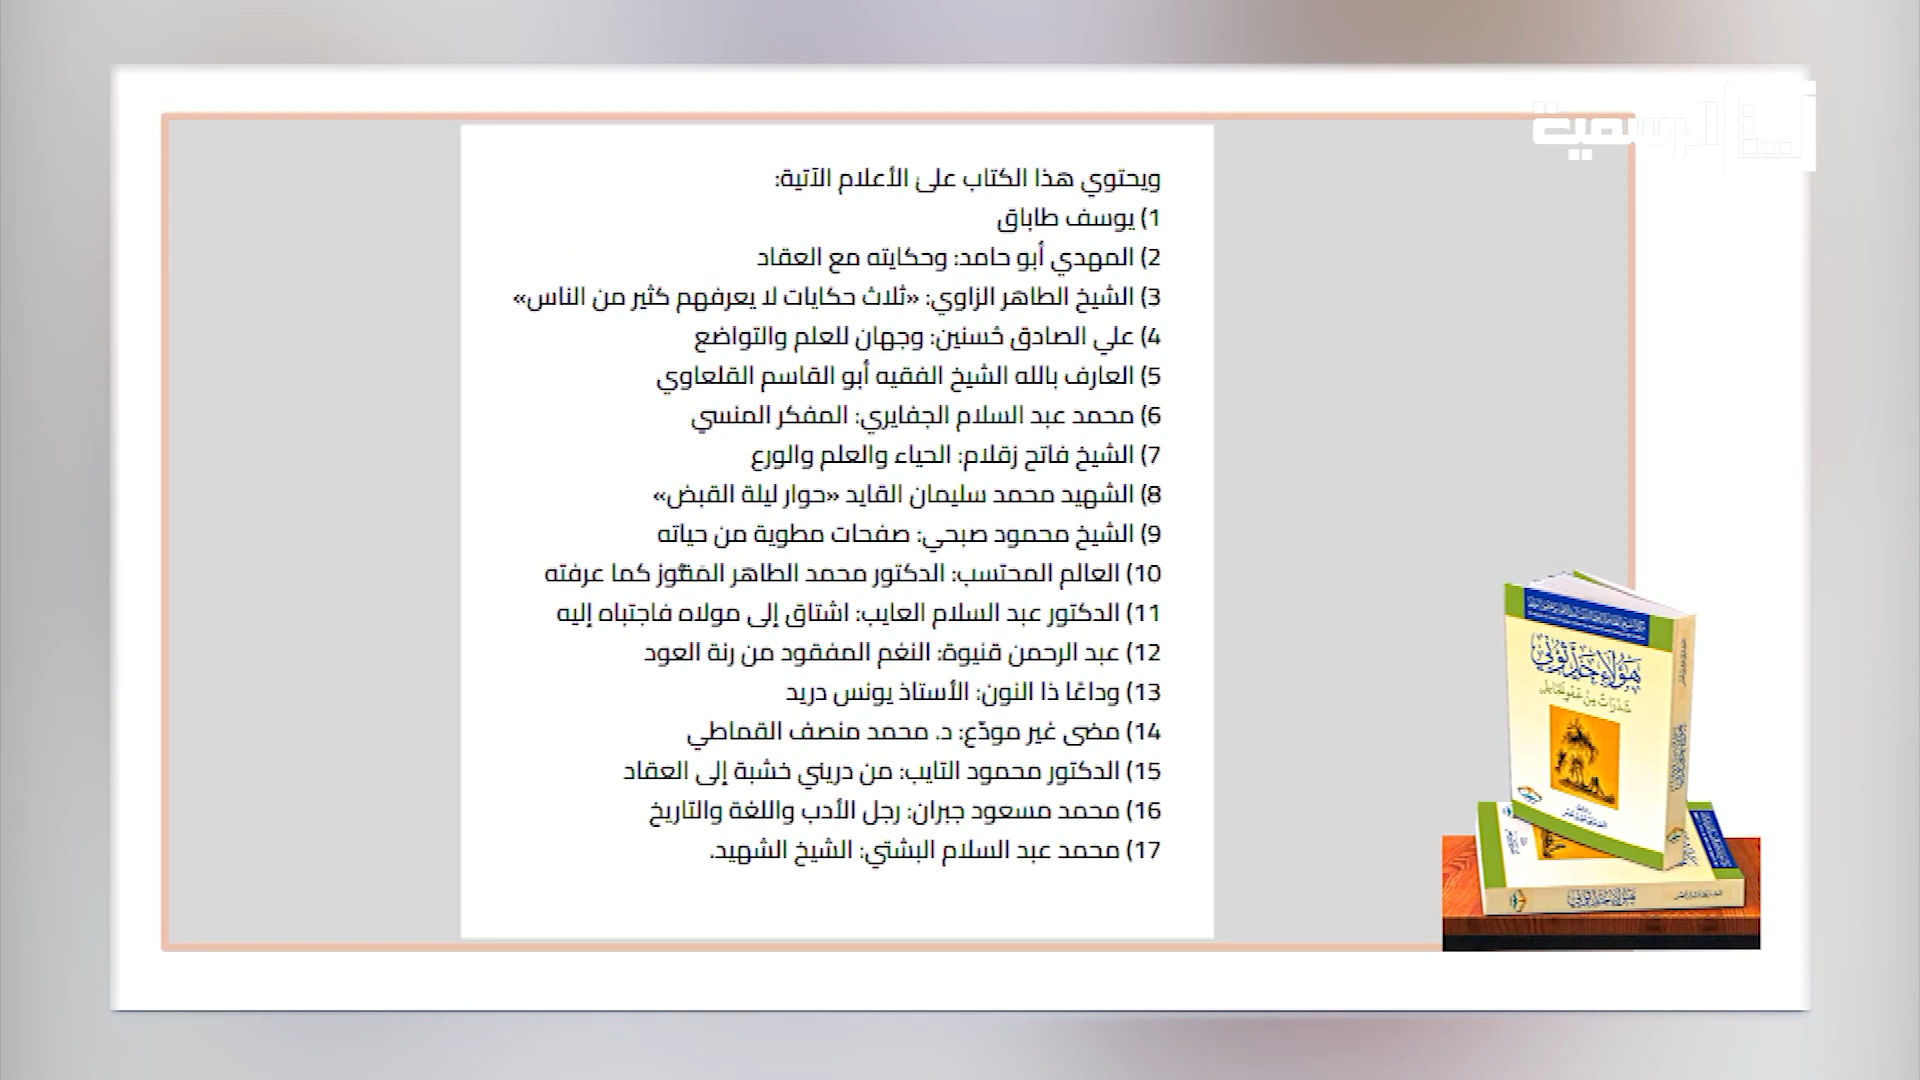 الرسمية
ويحتوي هذا الكتاب على الأعلام الآتية:
1) يوسف طاباق
2) المهدي أبو حامد: وحكايته مع العقاد
3) الشيخ الطاهر الزاوي: «ثلاث حكايات لا يعرفهم كثير من الناس»
4) علي الصادق حُسنين: وجهان للعلم والتواضع
5) العارف بالله الشيخ الفقيه أبو القاسم القلعاوي
6) محمد عبد السلام الجفايري: المفكر المنسي
7) الشيخ فاتح زقلام: الحياء والعلم والورع
8) الشهيد محمد سليمان القايد «حوار ليلة القبض»
9) الشيخ محمود صبحي: صفحات مطوية من حياته
10) العالم المحتسب: الدكتور محمد الطاهر كما عرفته
11) الدكتور عبد السلام العايب: اشتاق إلى مولاه فاجتباه إليه
12) عبد الرحمن قنيوة: النغم المفقود من رنة العود
13) وداعًا ذا النون: الأستاذ يونس دريد
14) مضى غير مودّع: د. محمد منصف القماطي
15) الدكتور محمود التايب: من دريني خشبة إلى العقاد
16) محمد مسعود جبران: رجل الأدب واللغة والتاريخ
17) محمد عبد السلام البشتي: الشيخ الشهيد.
هؤلاء حدثوني